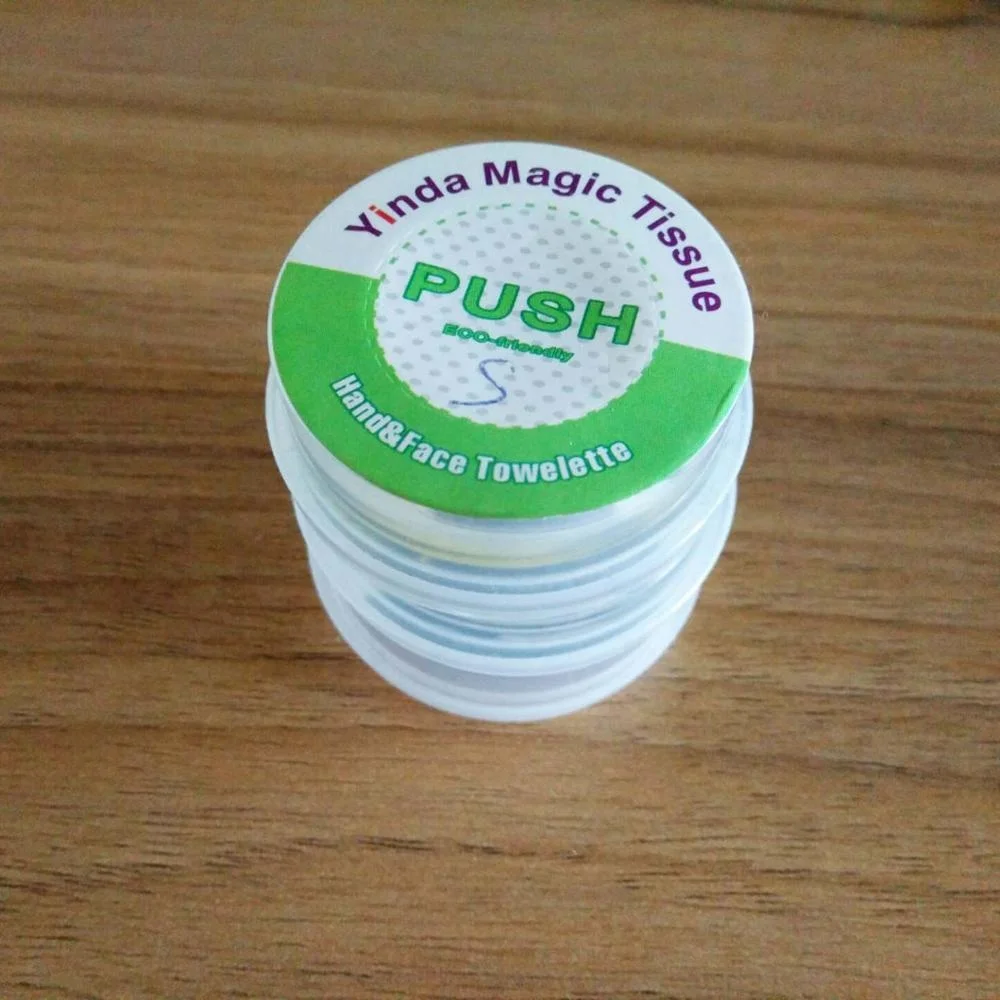 Yinda Magic Tissue
PUSH
ECO-friendly
S
Hand&Face Towelette